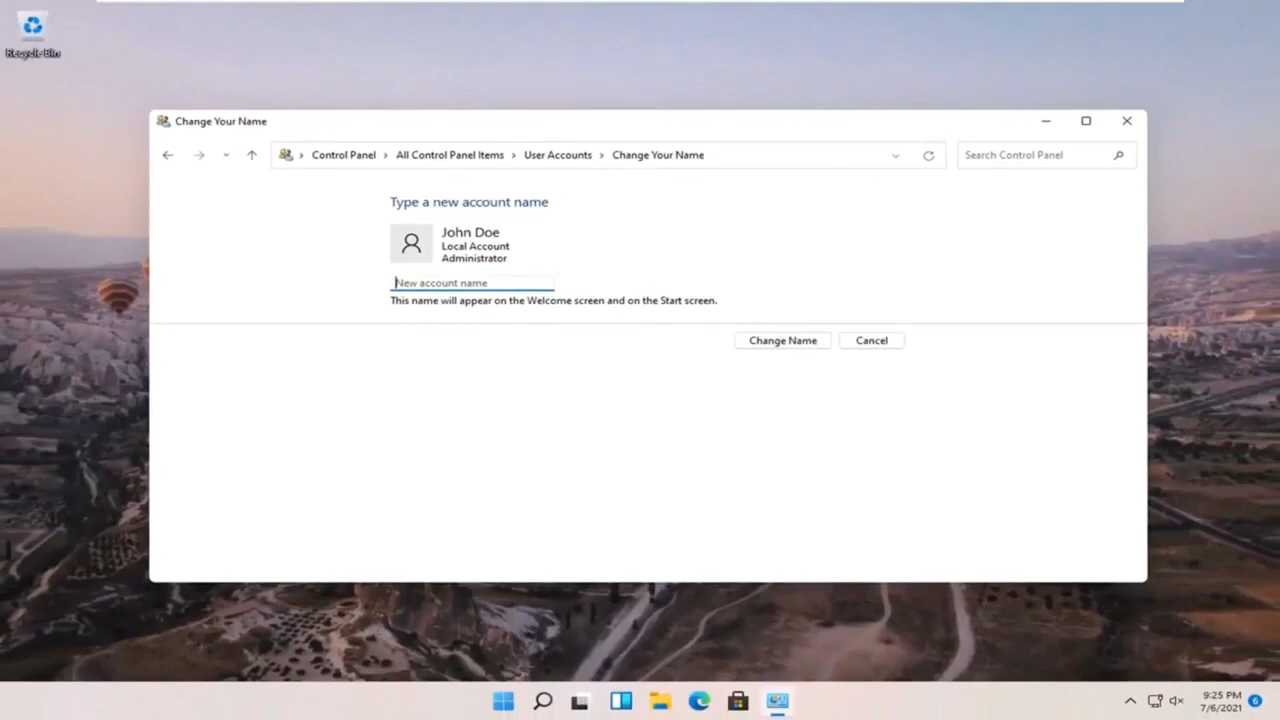 Recycle Bin
Change Your Name
Control Panel > All Control Panel Items > User Accounts > Change Your Name
Search Control Panel
Type a new account name
John Doe
Local Account
Administrator
New account name
This name will appear on the Welcome screen and on the Start screen.
Change Name Cancel
9:25 PM
7/6/2021
6